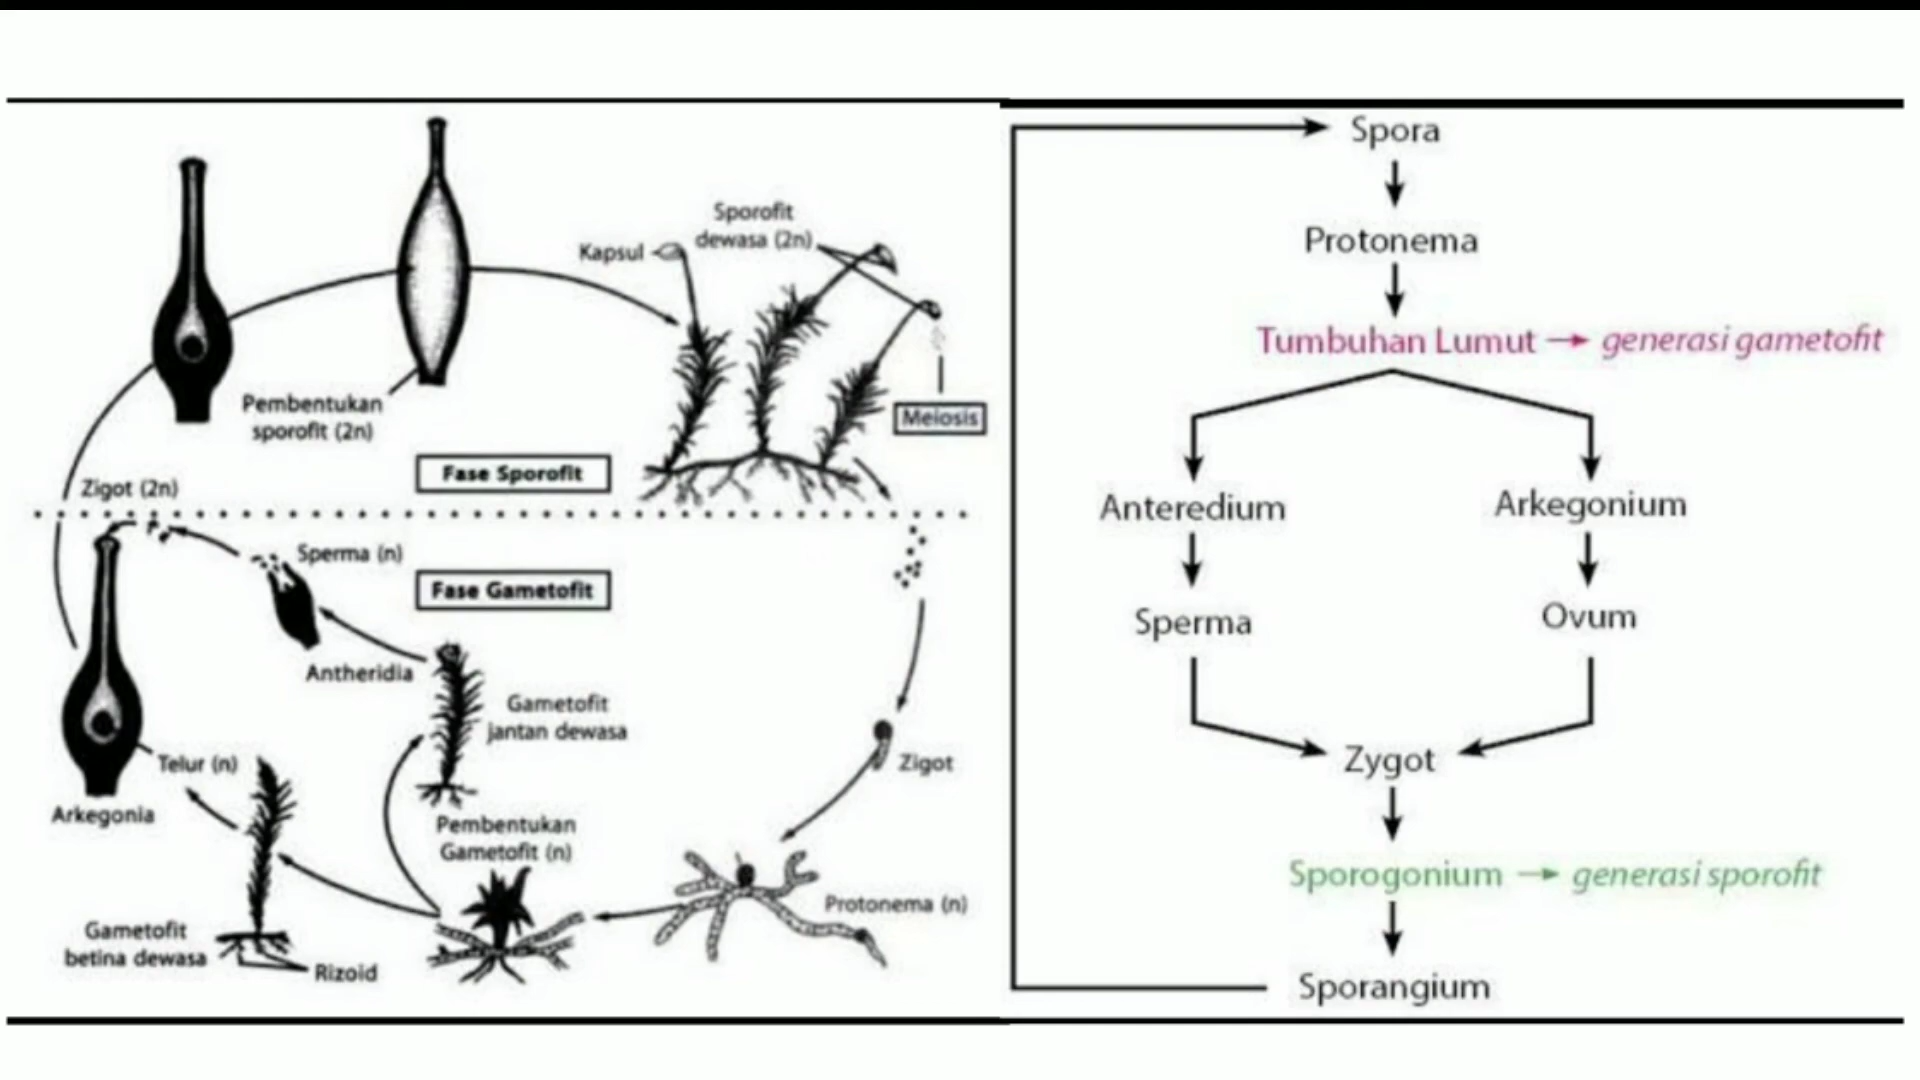 Kapsul
Sporofit
dewasa (2n)
Pembentukan
sporofit (2n)
Meiosis
Fase Sporofit
Zigot (2n)
Sperma (n)
Fase Gametofit
Antheridia
Gametofit
jantan dewasa
Telur (n)
Arkegonia
Zigot
Pembentukan
Gametofit (n)
Protonema (n)
Gametofit
betina dewasa
Rizoid
Spora
Protonema
Tumbuhan Lumut → generasi gametofit
Anteredium
Arkegonium
Sperma
Ovum
Zygot
Sporogonium → generasi sporofit
Sporangium